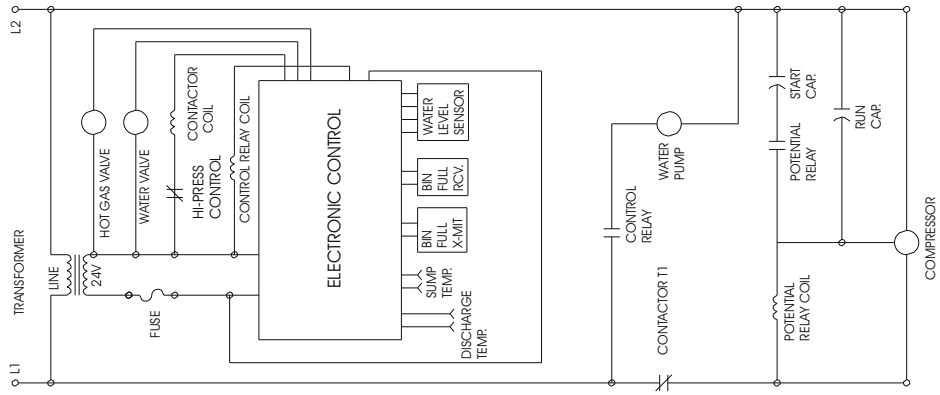 L2
L1
TRANSFORMER
LINE
24V
FUSE
HOT GAS VALVE
WATER VALVE
HI-PRESS
CONTROL
CONTACTOR
COIL
CONTROL RELAY COIL
ELECTRONIC CONTROL
DISCHARGE
TEMP.
SUMP
TEMP.
BIN
FULL
X-MIT
BIN
FULL
RCV.
WATER
LEVEL
SENSOR
CONTROL
RELAY
WATER
PUMP
CONTACTOR T1
POTENTIAL
RELAY COIL
POTENTIAL
RELAY
START
CAP.
RUN
CAP.
COMPRESSOR